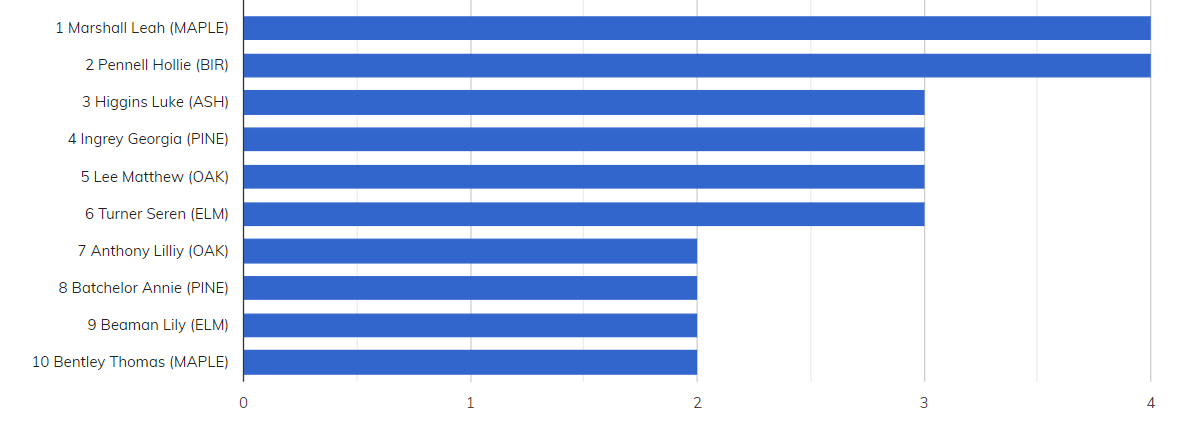 1 Marshall Leah (MAPLE)
2 Pennell Hollie (BIR)
3 Higgins Luke (ASH)
4 Ingrey Georgia (PINE)
5 Lee Matthew (OAK)
6 Turner Seren (ELM)
7 Anthony Lilliy (OAK)
8 Batchelor Annie (PINE)
9 Beaman Lily (ELM)
10 Bentley Thomas (MAPLE)
0 1 2 3 4